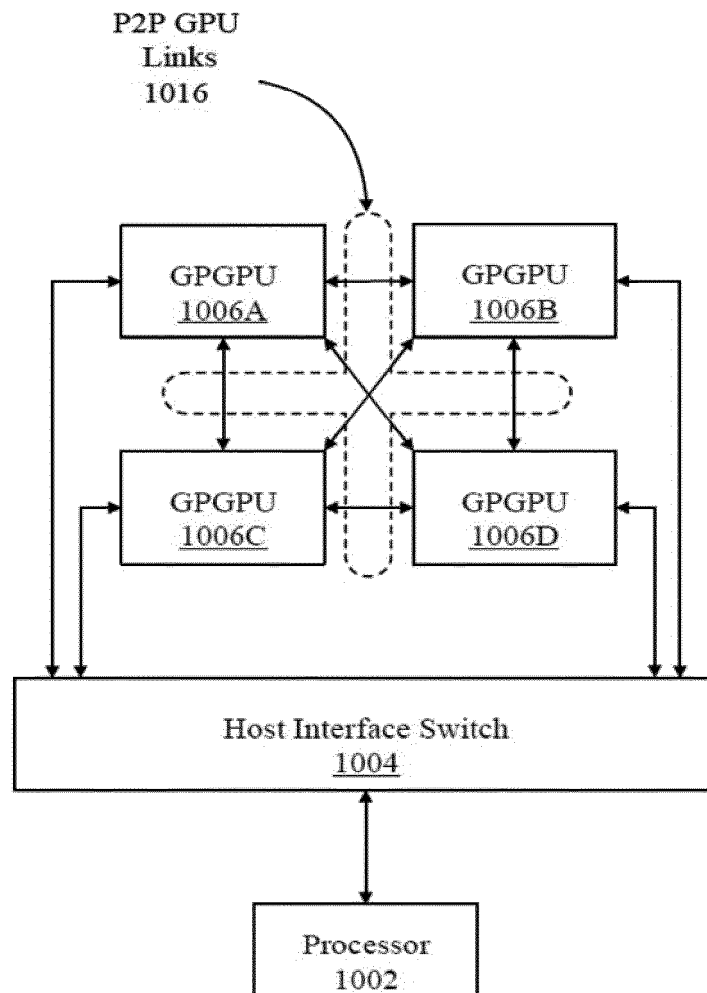 P2P GPU
Links
1016
GPGPU
1006A
GPGPU
1006B
GPGPU
1006C
GPGPU
1006D
Host Interface Switch
1004
Processor
1002